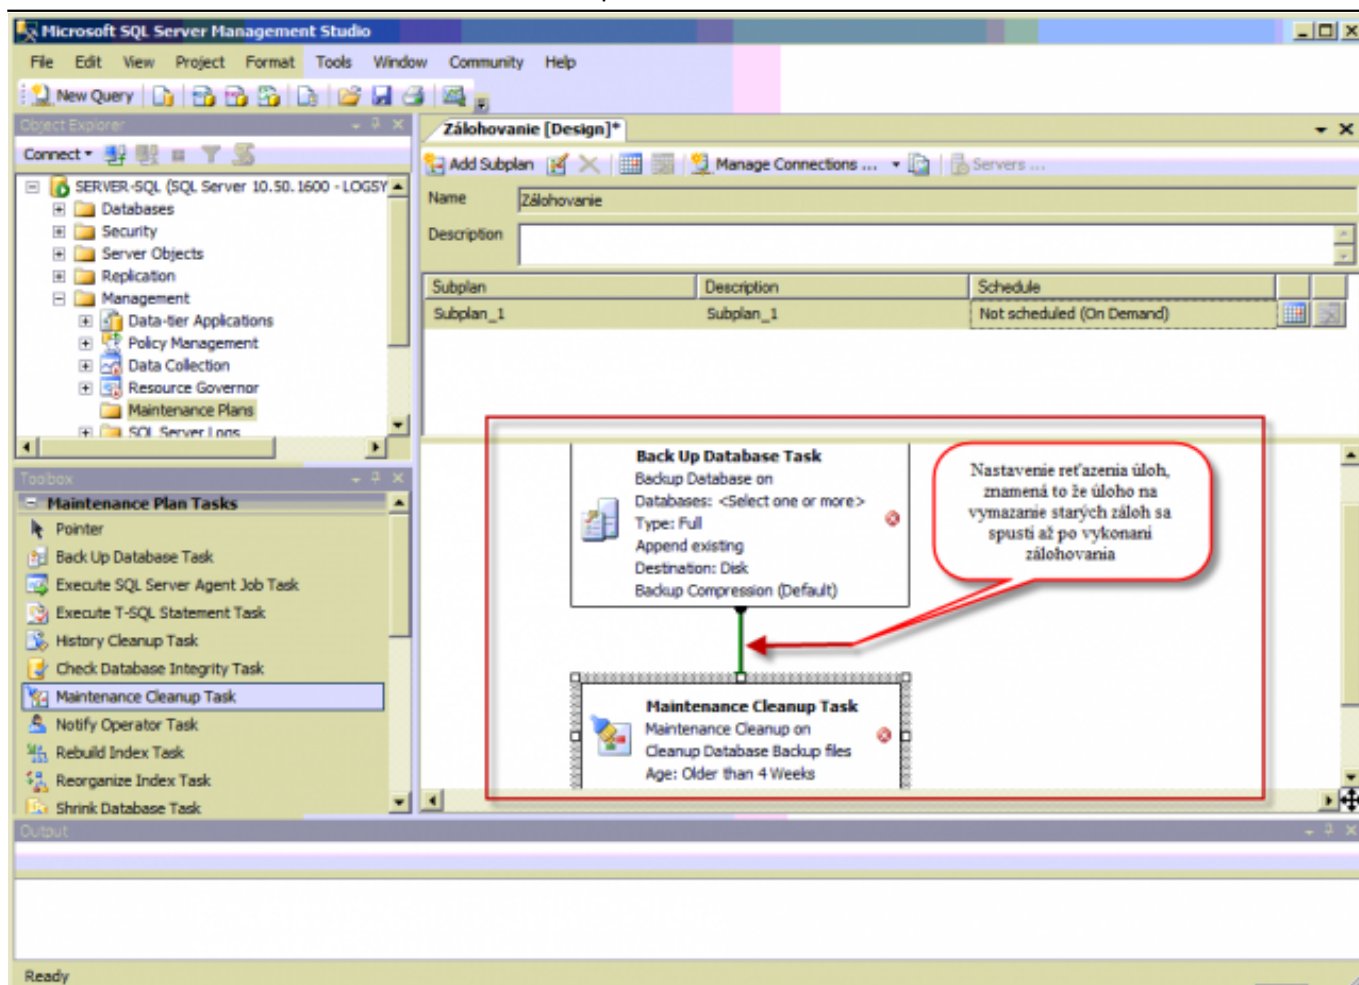 Microsoft SQL Server Management Studio
File Edit View Project Format Tools Window Community Help
New Query
Object Explorer
Connect
SERVER-SQL (SQL Server 10.50.1600 - LOGSY
Databases
Security
Server Objects
Replication
Management
Data-tier Applications
Policy Management
Data Collection
Resource Governor
Maintenance Plans
SQL Server Logs
Toolbox
Maintenance Plan Tasks
Pointer
Back Up Database Task
Execute SQL Server Agent Job Task
Execute T-SQL Statement Task
History Cleanup Task
Check Database Integrity Task
Maintenance Cleanup Task
Notify Operator Task
Rebuild Index Task
Reorganize Index Task
Shrink Database Task
Zálohovanie [Design]*
Add Subplan Manage Connections ... Servers ...
Name Zálohovanie
Description
Subplan Description Schedule
Subplan_1 Subplan_1 Not scheduled (On Demand)
Back Up Database Task
Backup Database on
Databases: <Select one or more>
Type: Full
Append existing
Destination: Disk
Backup Compression (Default)
Nastavenie reťazenia úloh,
znamená to že úloho na
vymazanie starých záloh sa
spustí až po vykonaní
zálohovania
Maintenance Cleanup Task
Maintenance Cleanup on
Cleanup Database Backup files
Age: Older than 4 Weeks
Output
Ready